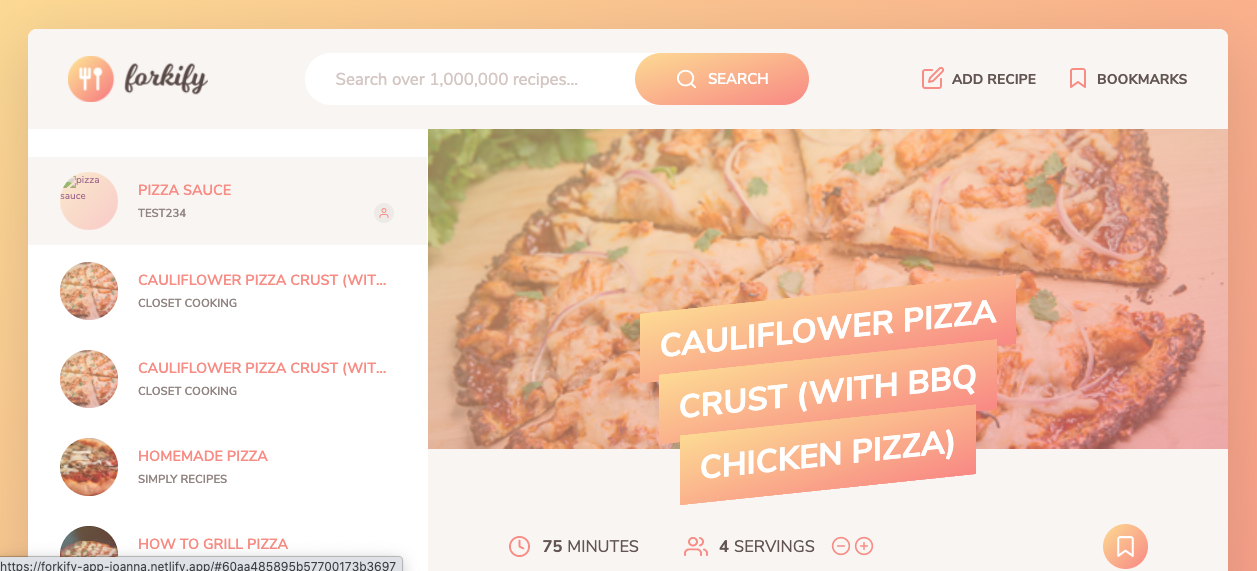 forkify
Search over 1,000,000 recipes...
SEARCH
ADD RECIPE
BOOKMARKS
pizza
sauce
PIZZA SAUCE
TEST234
CAULIFLOWER PIZZA CRUST (WIT...
CLOSET COOKING
CAULIFLOWER PIZZA CRUST (WIT...
CLOSET COOKING
HOMEMADE PIZZA
SIMPLY RECIPES
HOW TO GRILL PIZZA
CAULIFLOWER PIZZA
CRUST (WITH BBQ
CHICKEN PIZZA)
75 MINUTES
4 SERVINGS
https://forkify-app-joanna.netlify.app/#60aa485895b57700173b3697